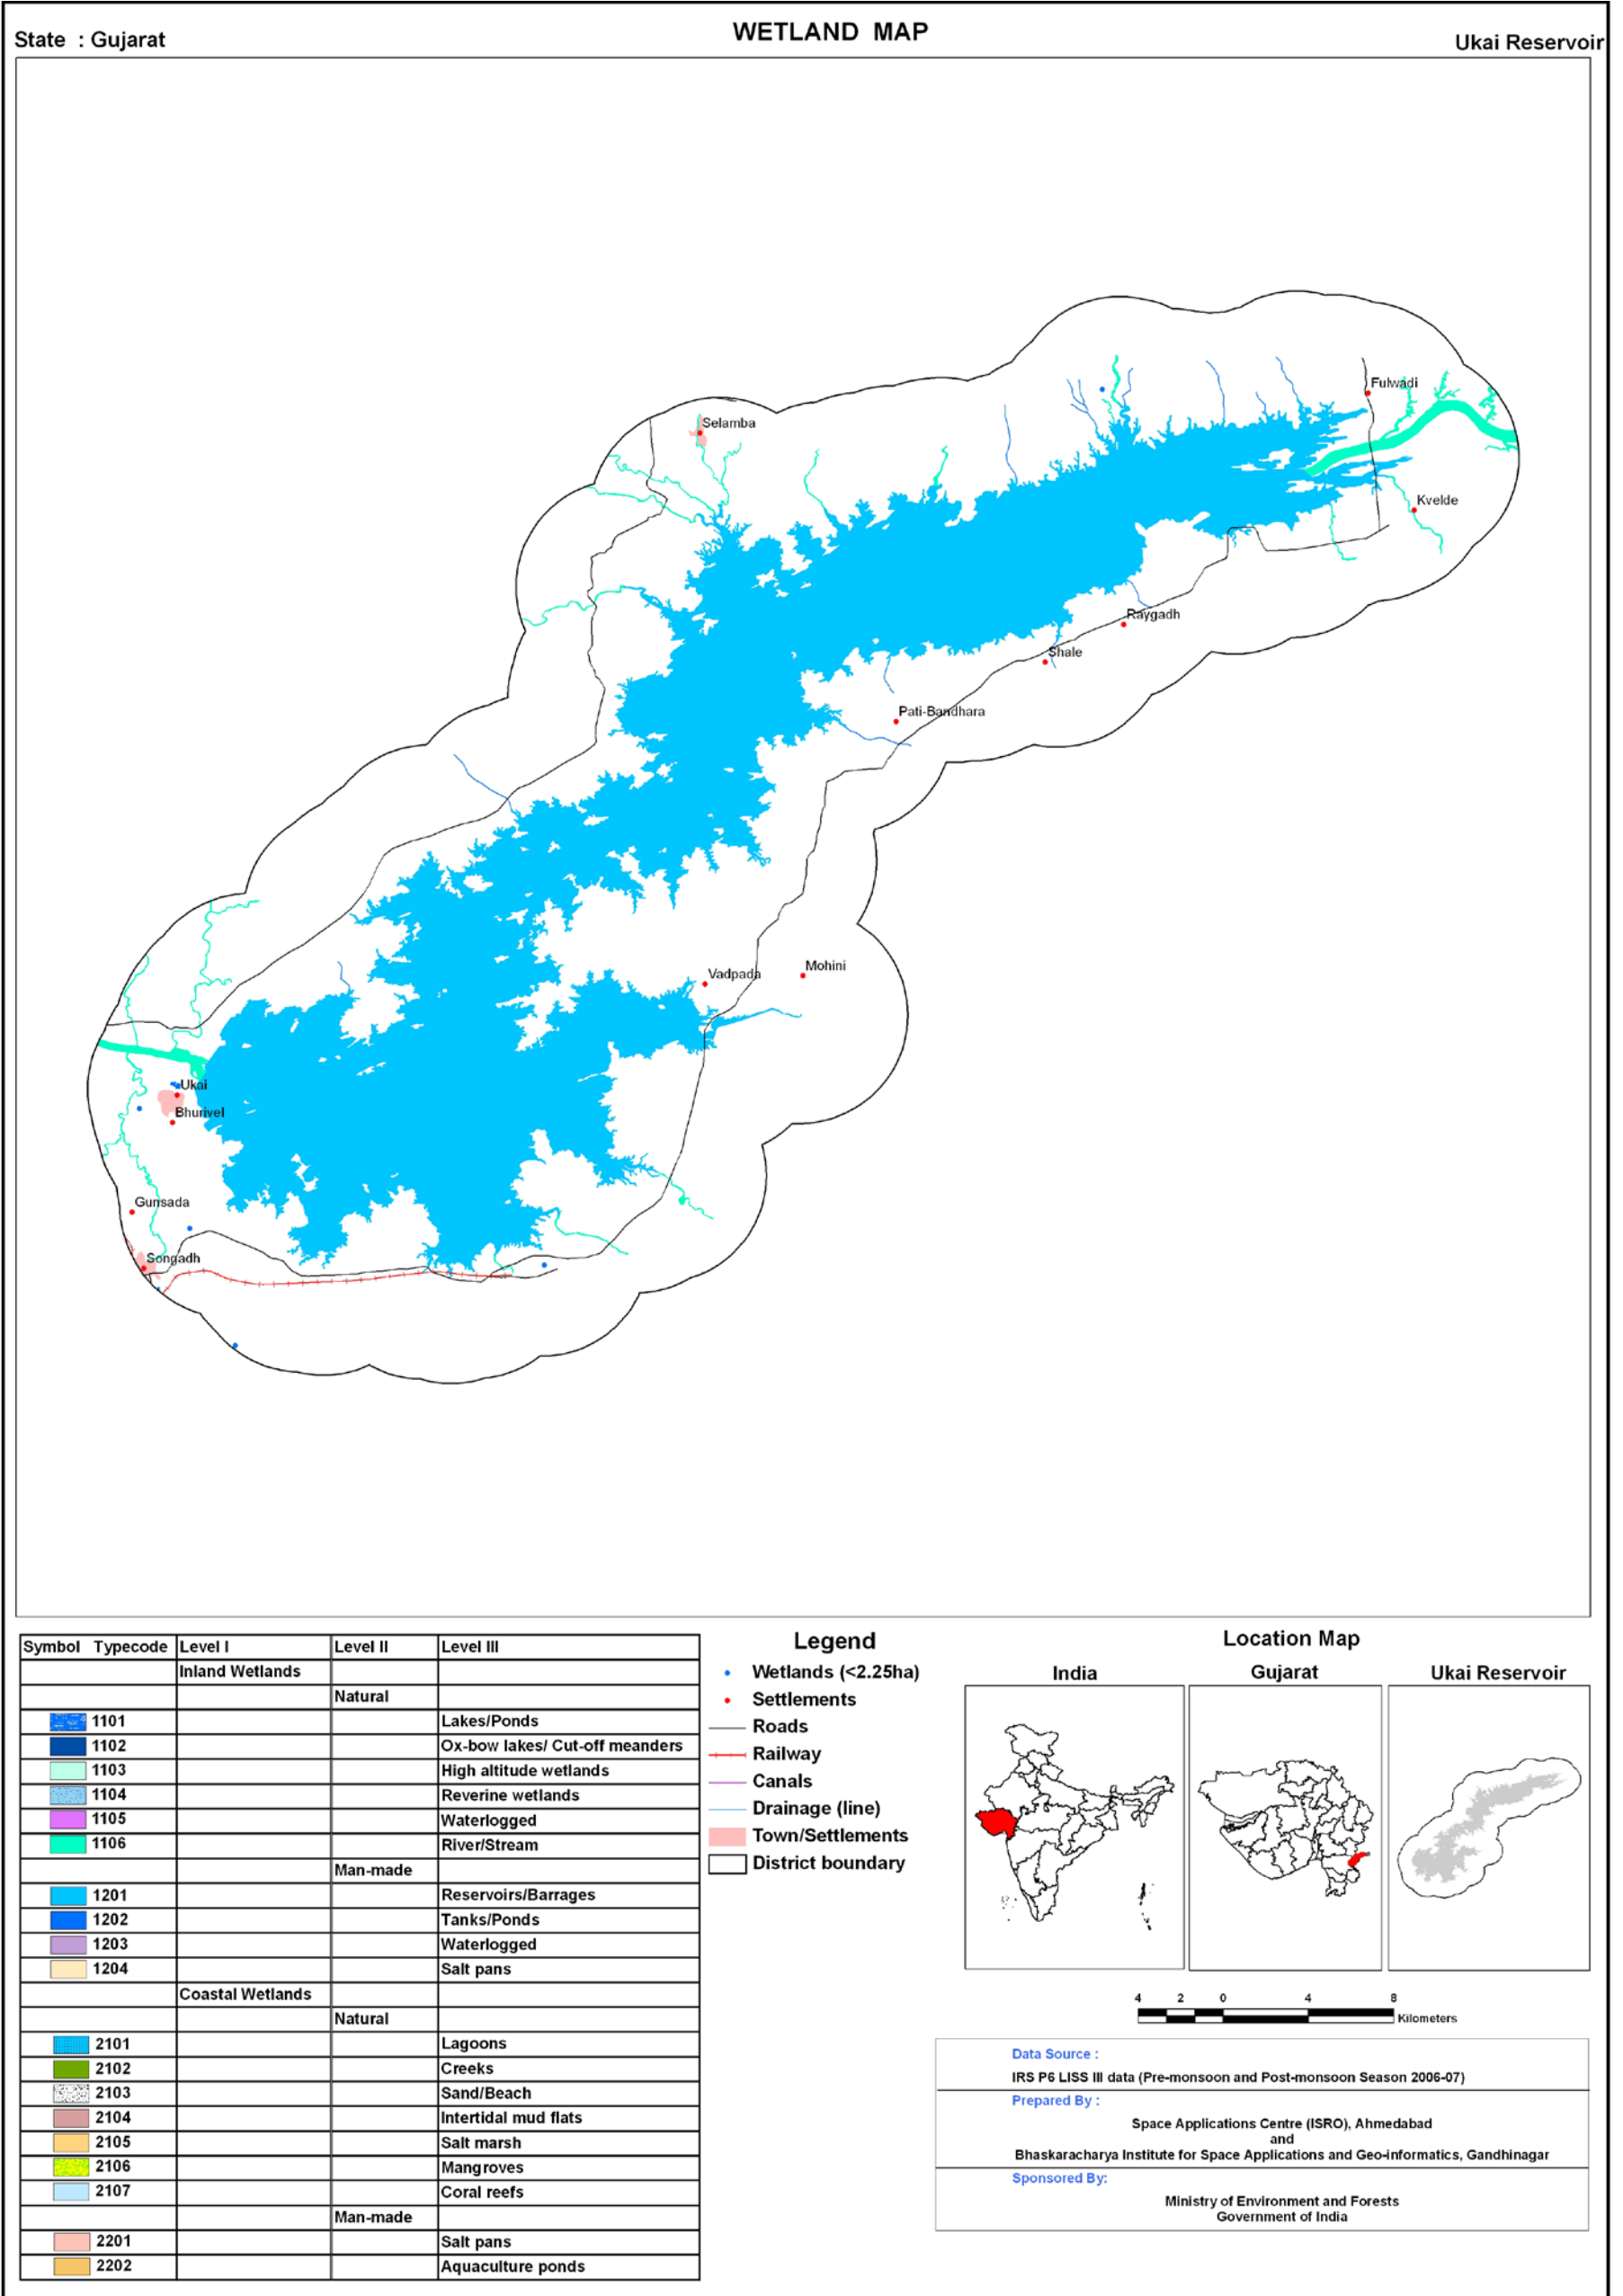 WETLAND MAP
State : Gujarat
Ukai Reservoir
Fulwadi
Selamba
Kvelde
Raygadh
Shale
Pati-Bandhara
Mohini
Vadpada
Ukai
Bhurivel
Gunsada
Songadh
Symbol Typecode Level I Level II Level III
Inland Wetlands
Natural
1101 Lakes/Ponds
1102 Ox-bow lakes/ Cut-off meanders
1103 High altitude wetlands
1104 Reverine wetlands
1105 Waterlogged
1106 River/Stream
Man-made
1201 Reservoirs/Barrages
1202 Tanks/Ponds
1203 Waterlogged
1204 Salt pans
Coastal Wetlands
Natural
2101 Lagoons
2102 Creeks
2103 Sand/Beach
2104 Intertidal mud flats
2105 Salt marsh
2106 Mangroves
2107 Coral reefs
Man-made
2201 Salt pans
2202 Aquaculture ponds
Legend
Wetlands (<2.25ha)
Settlements
Roads
Railway
Canals
Drainage (line)
Town/Settlements
District boundary
Location Map
India
Gujarat
Ukai Reservoir
4 2 0 4 8
Kilometers
Data Source :
IRS P6 LISS III data (Pre-monsoon and Post-monsoon Season 2006-07)
Prepared By :
Space Applications Centre (ISRO), Ahmedabad
and
Bhaskaracharya Institute for Space Applications and Geo-informatics, Gandhinagar
Sponsored By:
Ministry of Environment and Forests
Government of India